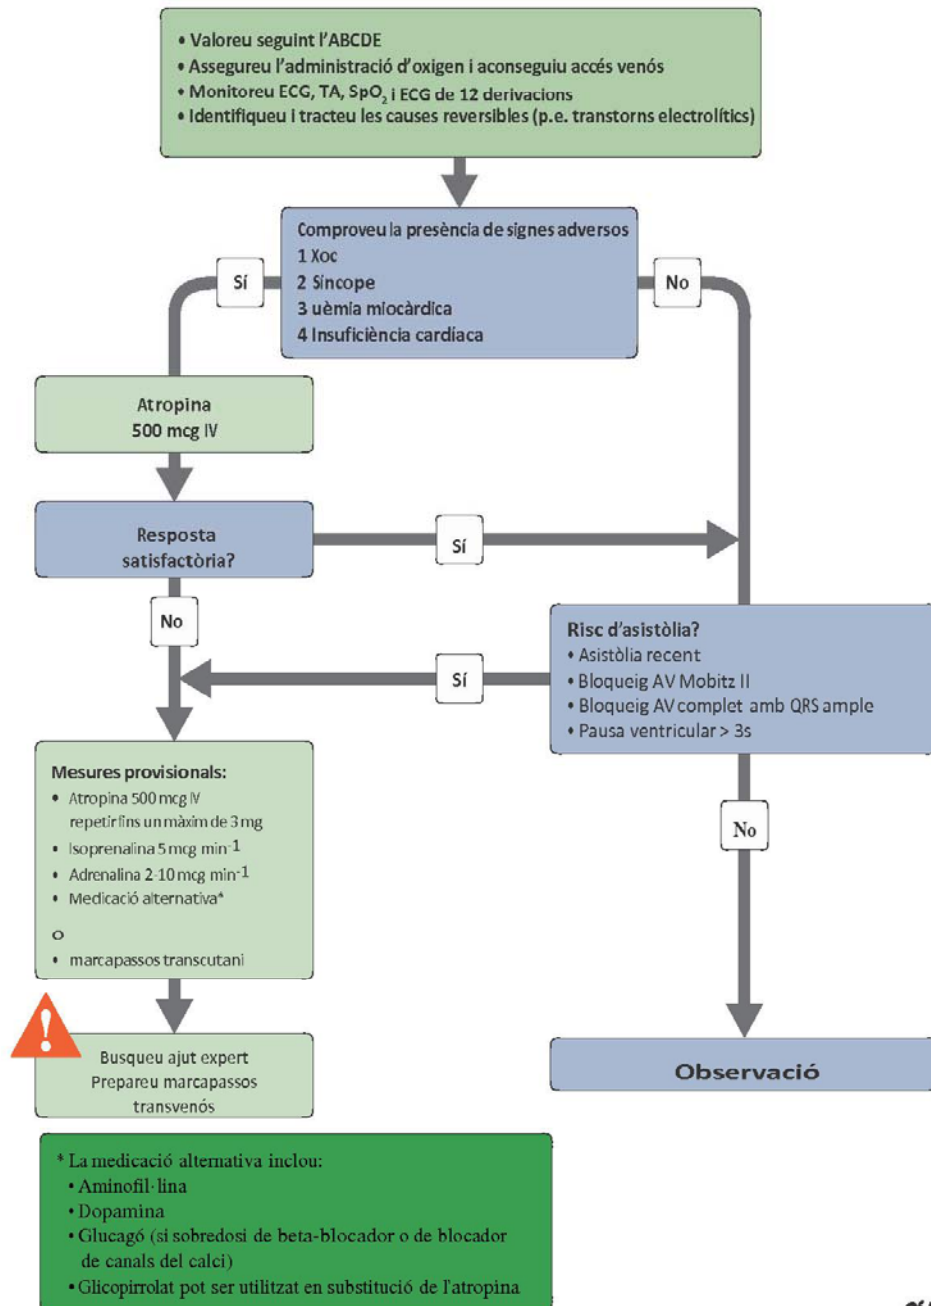 • Valoreu seguint l'ABCDE
• Assegureu l'administració d'oxigen i aconseguiu accés venós
• Monitoreu ECG, TA, SpO₂ i ECG de 12 derivacions
• Identifiqueu i tracteu les causes reversibles (p.e. transtorns electrolítics)
Comproveu la presència de signes adversos
1 Xoc
2 Síncope
3 uèmia miocàrdica
4 Insuficiència cardíaca
Sí
No
Atropina
500 mcg IV
Resposta
satisfactòria?
Sí
No
Risc d'asistòlia?
• Asistòlia recent
• Bloqueig AV Mobitz II
• Bloqueig AV complet amb QRS ample
• Pausa ventricular > 3s
Sí
No
Mesures provisionals:
• Atropina 500 mcg IV
repetir fins un màxim de 3 mg
• Isoprenalina 5 mcg min⁻¹
• Adrenalina 2-10 mcg min⁻¹
• Medicació alternativa*
o
• marcapassos transcutani
!
Busqueu ajut expert
Prepareu marcapassos
transvenós
Observació
* La medicació alternativa inclou:
• Aminofil·lina
• Dopamina
• Glucagó (si sobredosi de beta-blocador o de blocador
de canals del calci)
• Glicopirrolat pot ser utilitzat en substitució de l'atropina